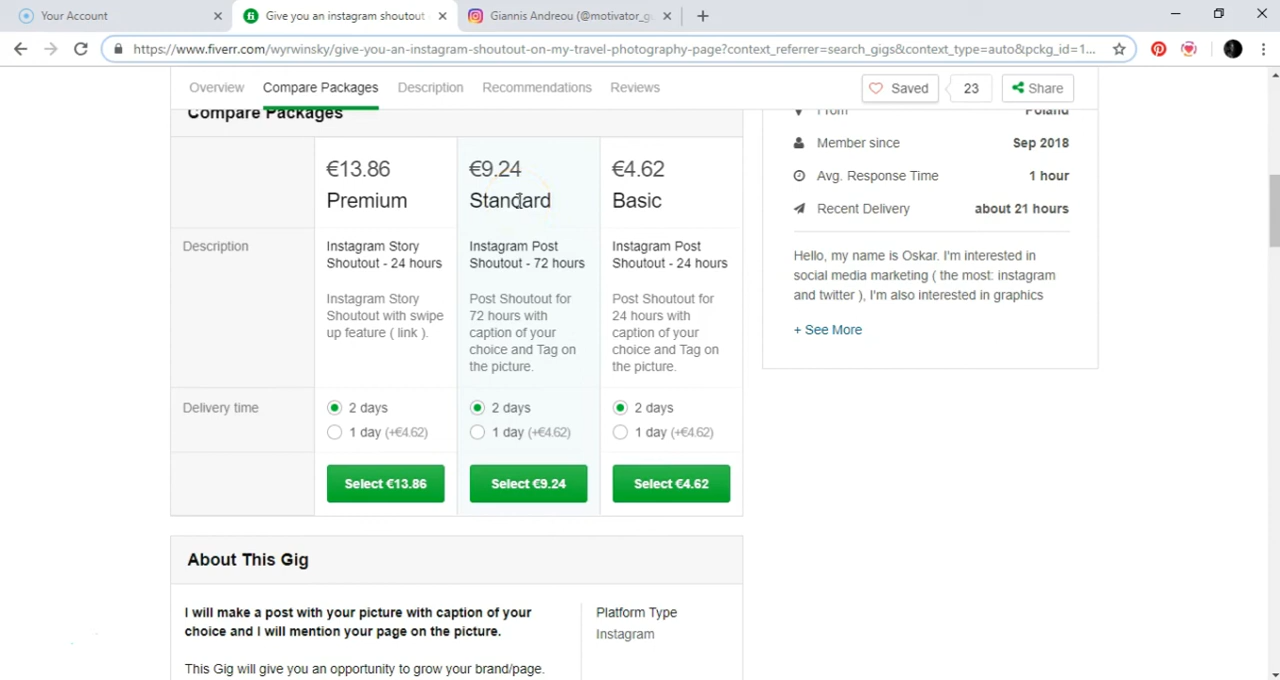 Your Account
Give you an instagram shoutout
Giannis Andreou (@motivator_g
https://www.fiverr.com/wyrwinsky/give-you-an-instagram-shoutout-on-my-travel-photography-page?context_referrer=search_gigs&context_type=auto&pckg_id=1...
Overview
Compare Packages
Description
Recommendations
Reviews
Saved
23
Share
Compare Packages
€13.86
Premium
€9.24
Standard
€4.62
Basic
Description
Instagram Story
Shoutout - 24 hours
Instagram Story
Shoutout with swipe
up feature ( link ).
Instagram Post
Shoutout - 72 hours
Post Shoutout for
72 hours with
caption of your
choice and Tag on
the picture.
Instagram Post
Shoutout - 24 hours
Post Shoutout for
24 hours with
caption of your
choice and Tag on
the picture.
Delivery time
2 days
1 day (+€4.62)
2 days
1 day (+€4.62)
2 days
1 day (+€4.62)
Select €13.86
Select €9.24
Select €4.62
About This Gig
I will make a post with your picture with caption of your
choice and I will mention your page on the picture.
This Gig will give you an opportunity to grow your brand/page.
Platform Type
Instagram
From Poland
Member since Sep 2018
Avg. Response Time 1 hour
Recent Delivery about 21 hours
Hello, my name is Oskar. I'm interested in
social media marketing ( the most: instagram
and twitter ), I'm also interested in graphics
+ See More